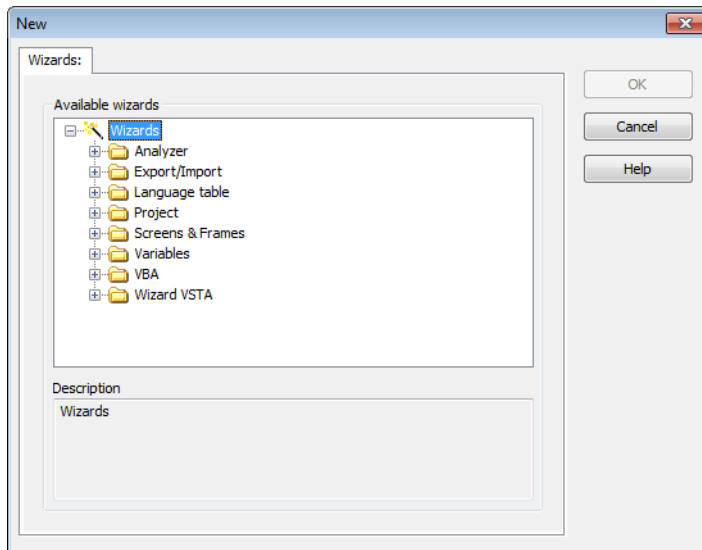 New
Wizards:
Available wizards
Wizards
Analyzer
Export/Import
Language table
Project
Screens & Frames
Variables
VBA
Wizard VSTA
Description
Wizards
OK
Cancel
Help